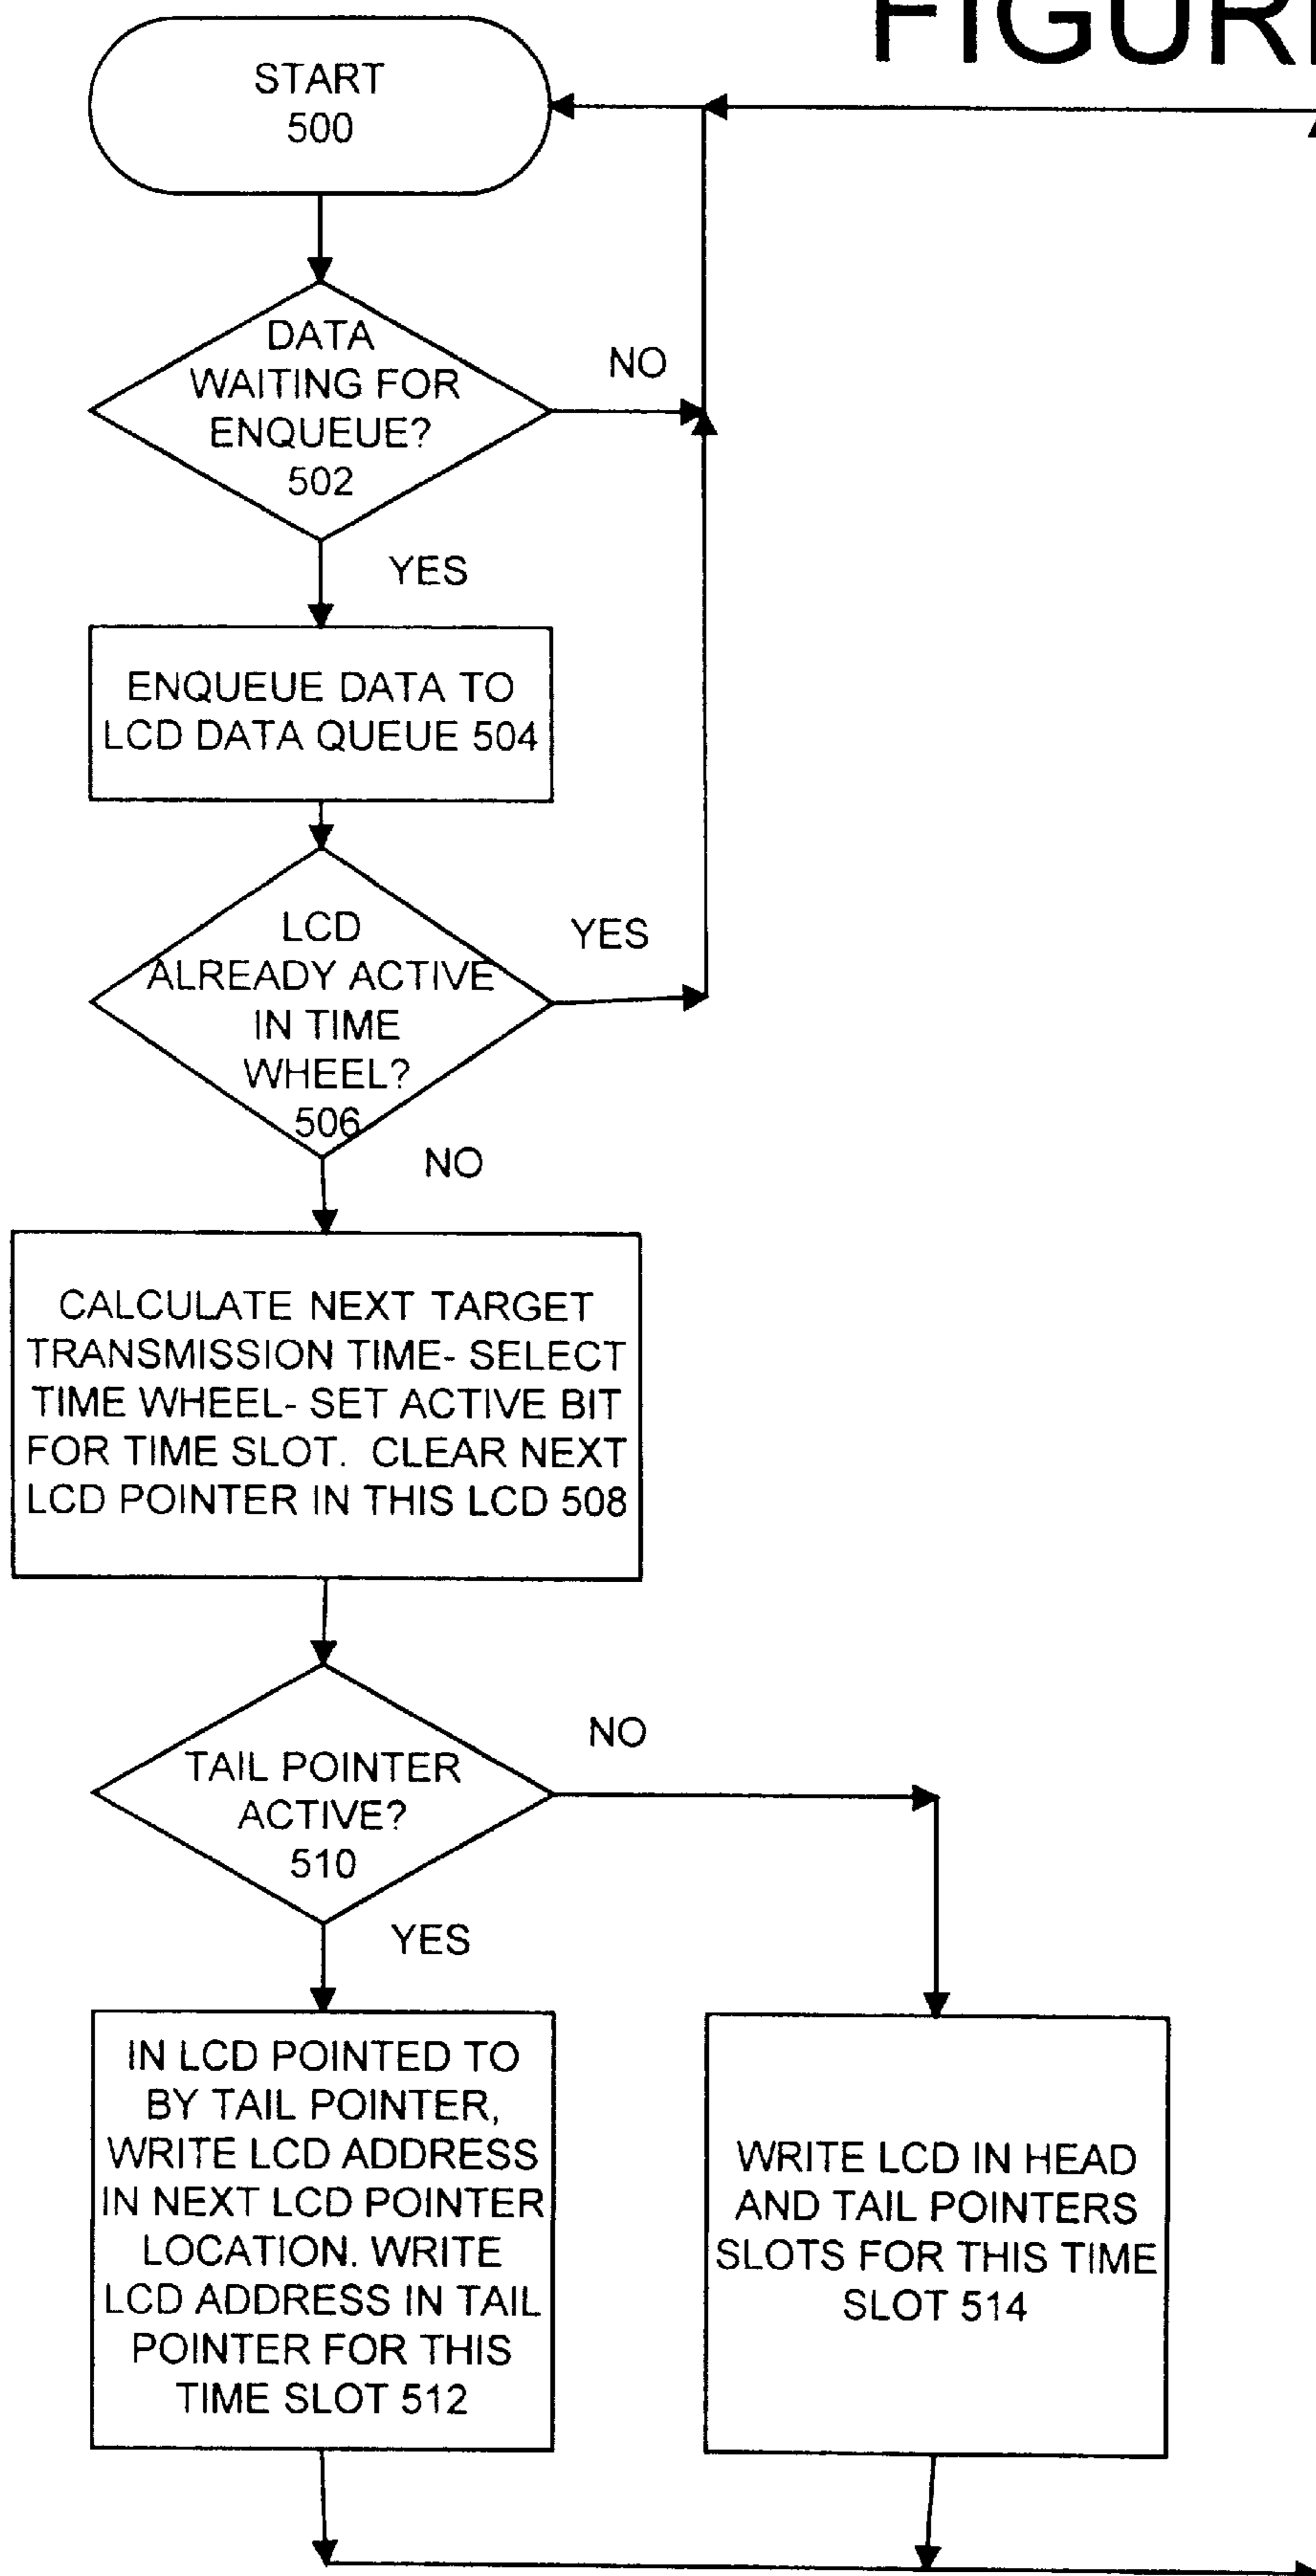 FIGURE
START
500
DATA
WAITING FOR
ENQUEUE?
502
NO
YES
ENQUEUE DATA TO
LCD DATA QUEUE 504
LCD
ALREADY ACTIVE
IN TIME
WHEEL?
506
YES
NO
CALCULATE NEXT TARGET
TRANSMISSION TIME- SELECT
TIME WHEEL- SET ACTIVE BIT
FOR TIME SLOT. CLEAR NEXT
LCD POINTER IN THIS LCD 508
TAIL POINTER
ACTIVE?
510
NO
YES
IN LCD POINTED TO
BY TAIL POINTER,
WRITE LCD ADDRESS
IN NEXT LCD POINTER
LOCATION. WRITE
LCD ADDRESS IN TAIL
POINTER FOR THIS
TIME SLOT 512
WRITE LCD IN HEAD
AND TAIL POINTERS
SLOTS FOR THIS TIME
SLOT 514